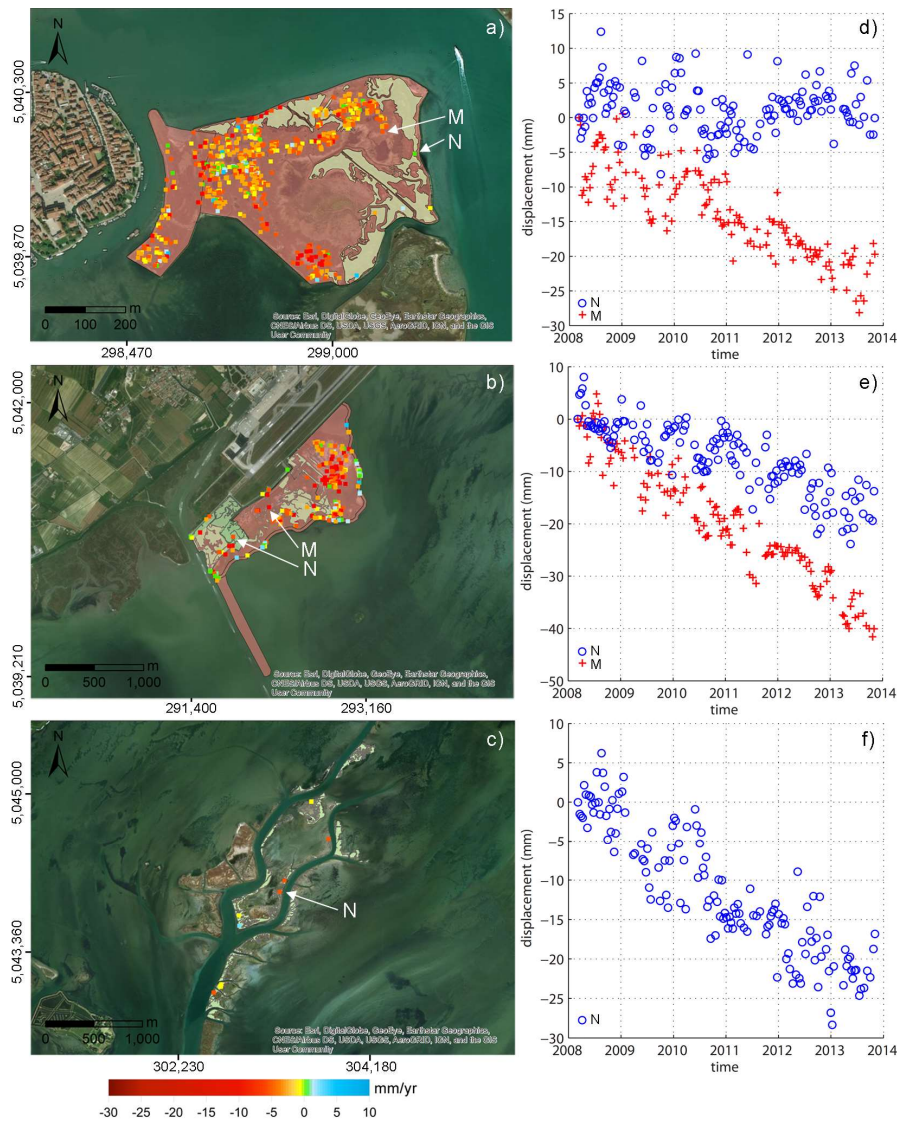 N
a)
5,040,300
M
N
5,039,870
0 100 200 m
Source: Esri, DigitalGlobe, GeoEye, Earthstar Geographics,
CNES/Airbus DS, USDA, USGS, AeroGRID, IGN, and the GIS
User Community
298,470 299,000
d)
15
10
5
0
−5
−10
−15
−20
−25
−30
displacement (mm)
N
M
2008 2009 2010 2011 2012 2013 2014
time
N
b)
5,042,000
M
N
5,039,210
0 500 1,000 m
Source: Esri, DigitalGlobe, GeoEye, Earthstar Geographics,
CNES/Airbus DS, USDA, USGS, AeroGRID, IGN, and the GIS
User Community
291,400 293,160
e)
10
0
−10
−20
−30
−40
−50
displacement (mm)
N
M
2008 2009 2010 2011 2012 2013 2014
time
N
c)
5,045,000
N
5,043,360
0 500 1,000 m
Source: Esri, DigitalGlobe, GeoEye, Earthstar Geographics,
CNES/Airbus DS, USDA, USGS, AeroGRID, IGN, and the GIS
User Community
302,230 304,180
f)
10
5
0
−5
−10
−15
−20
−25
−30
displacement (mm)
N
2008 2009 2010 2011 2012 2013 2014
time
mm/yr
-30 -25 -20 -15 -10 -5 0 5 10